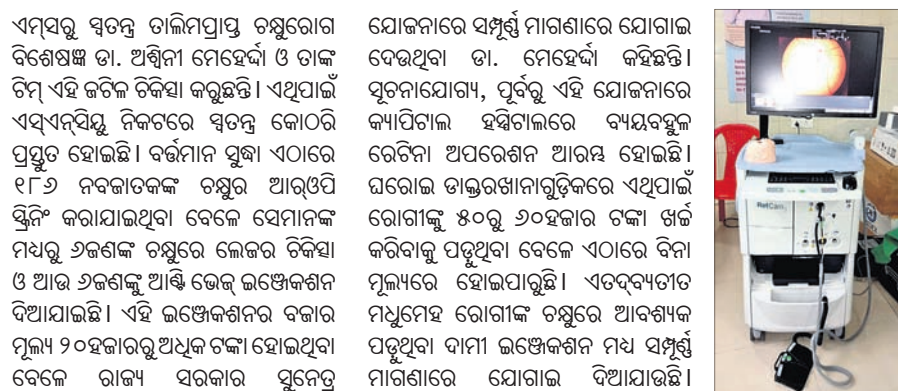 ଏମ୍ସରୁ ସ୍ୱତନ୍ତ୍ର ତାଲିମପ୍ରାପ୍ତ ଚକ୍ଷୁରୋଗ
ବିଶେଷଜ୍ଞ ଡା. ଅଶ୍ୱିନୀ ମେହେର୍ଦ୍ଦା ଓ ତାଙ୍କ
ଟିମ୍ ଏହି ଜଟିଳ ଚିକିତ୍ସା କରୁଛନ୍ତି। ଏଥିପାଇଁ
ଏସ୍ଏନ୍ସିୟୁ ନିକଟରେ ସ୍ୱତନ୍ତ୍ର କୋଠରି
ପ୍ରସ୍ତୁତ ହୋଇଛି। ବର୍ତ୍ତମାନ ସୁଦ୍ଧା ଏଠାରେ
୧୮୬ ନବଜାତକଙ୍କ ଚକ୍ଷୁର ଆର୍ଓପି
ସ୍କ୍ରିନିଂ କରାଯାଇଥିବା ବେଳେ ସେମାନଙ୍କ
ମଧ୍ୟରୁ ୬ଜଣଙ୍କ ଚକ୍ଷୁରେ ଲେଜର ଚିକିତ୍ସା
ଓ ଆଉ ୬ଜଣଙ୍କୁ ଆଣ୍ଟି ଭେଜ୍ ଇଞ୍ଜେକଶନ
ଦିଆଯାଇଛି। ଏହି ଇଞ୍ଜେକଶନର ବଜାର
ମୂଲ୍ୟ ୨୦ହଜାରରୁ ଅଧିକ ଟଙ୍କା ହୋଇଥିବା
ବେଳେ ରାଜ୍ୟ ସରକାର ସୁନେତ୍ର
ଯୋଜନାରେ ସମ୍ପୂର୍ଣ୍ଣ ମାଗଣାରେ ଯୋଗାଇ
ଦେଉଥିବା ଡା. ମେହେର୍ଦ୍ଦା କହିଛନ୍ତି।
ସୂଚନାଯୋଗ୍ୟ, ପୂର୍ବରୁ ଏହି ଯୋଜନାରେ
କ୍ୟାପିଟାଲ ହସ୍ପିଟାଲରେ ବ୍ୟୟବହୁଳ
ରେଟିନା ଅପରେଶନ ଆରମ୍ଭ ହୋଇଛି।
ଘରୋଇ ଡାକ୍ତରଖାନାଗୁଡ଼ିକରେ ଏଥିପାଇଁ
ରୋଗୀଙ୍କୁ ୫୦ରୁ ୬୦ହଜାର ଟଙ୍କା ଖର୍ଚ୍ଚ
କରିବାକୁ ପଡ଼ୁଥିବା ବେଳେ ଏଠାରେ ବିନା
ମୂଲ୍ୟରେ ହୋଇପାରୁଛି। ଏତଦ୍‌ବ୍ୟତୀତ
ମଧୁମେହ ରୋଗୀଙ୍କ ଚକ୍ଷୁରେ ଆବଶ୍ୟକ
ପଡ଼ୁଥିବା ଦାମୀ ଇଞ୍ଜେକଶନ ମଧ୍ୟ ସମ୍ପୂର୍ଣ୍ଣ
ମାଗଣାରେ ଯୋଗାଇ ଦିଆଯାଉଛି।
RetCam